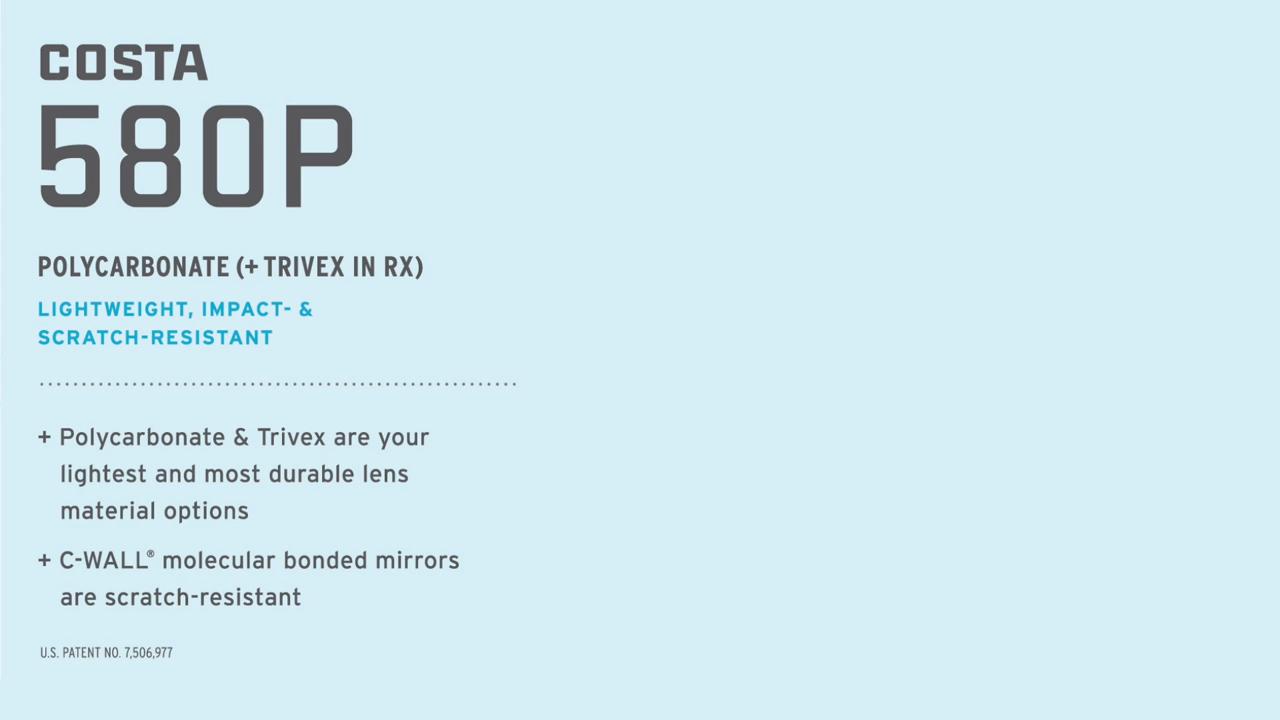 COSTA
580P
POLYCARBONATE (+ TRIVEX IN RX)
LIGHTWEIGHT, IMPACT- &
SCRATCH-RESISTANT
+ Polycarbonate & Trivex are your
lightest and most durable lens
material options
+ C-WALL® molecular bonded mirrors
are scratch-resistant
U.S. PATENT NO. 7,506,977